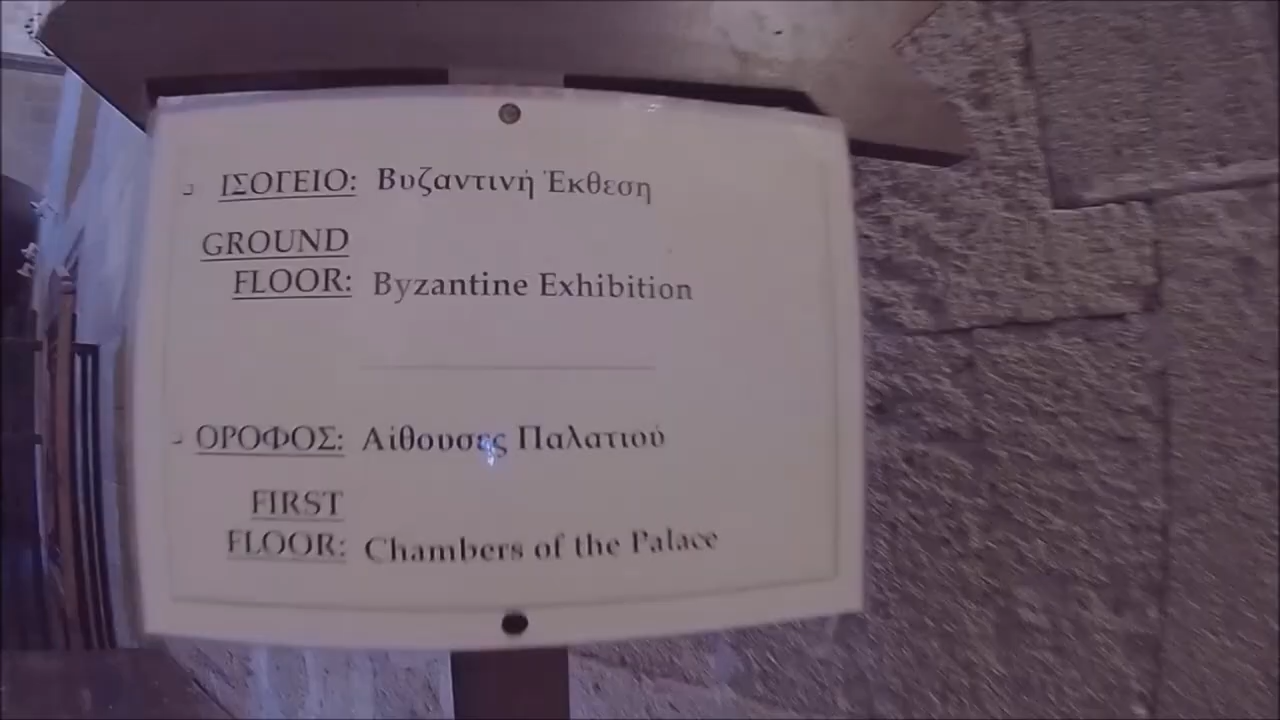 ΙΣΟΓΕΙΟ: Βυζαντινή Έκθεση
GROUND
FLOOR: Byzantine Exhibition
ΟΡΟΦΟΣ: Αίθουσες Παλατιού
FIRST
FLOOR: Chambers of the Palace